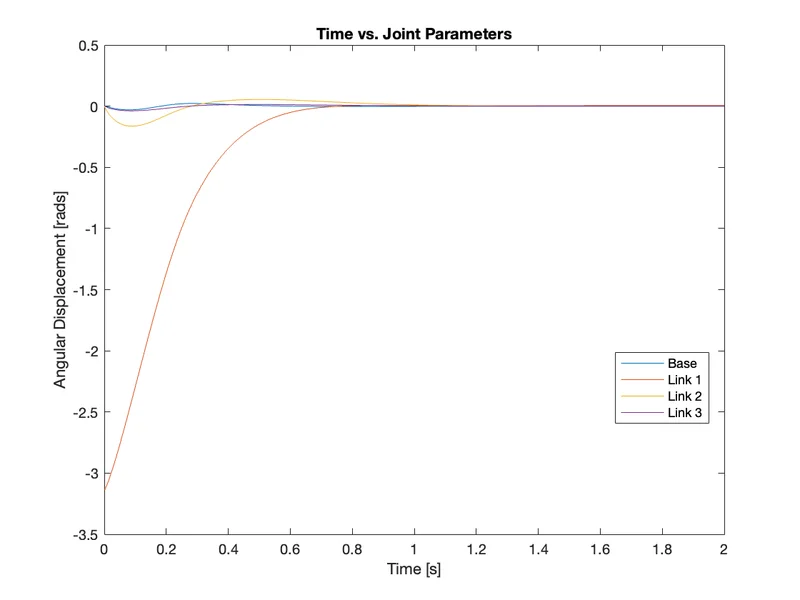 Time vs. Joint Parameters
Angular Displacement [rads]
0.5
0
-0.5
-1
-1.5
-2
-2.5
-3
-3.5
Base
Link 1
Link 2
Link 3
0 0.2 0.4 0.6 0.8 1 1.2 1.4 1.6 1.8 2
Time [s]